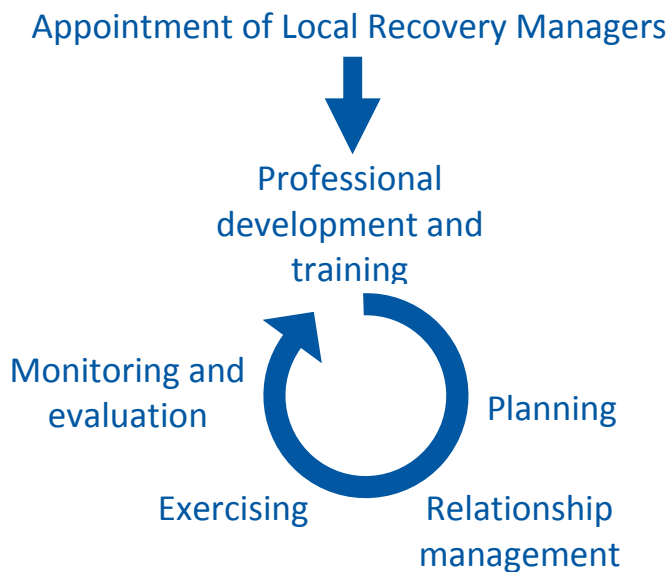 Appointment of Local Recovery Managers
Professional
development and
training
Monitoring and
evaluation
Planning
Exercising
Relationship
management